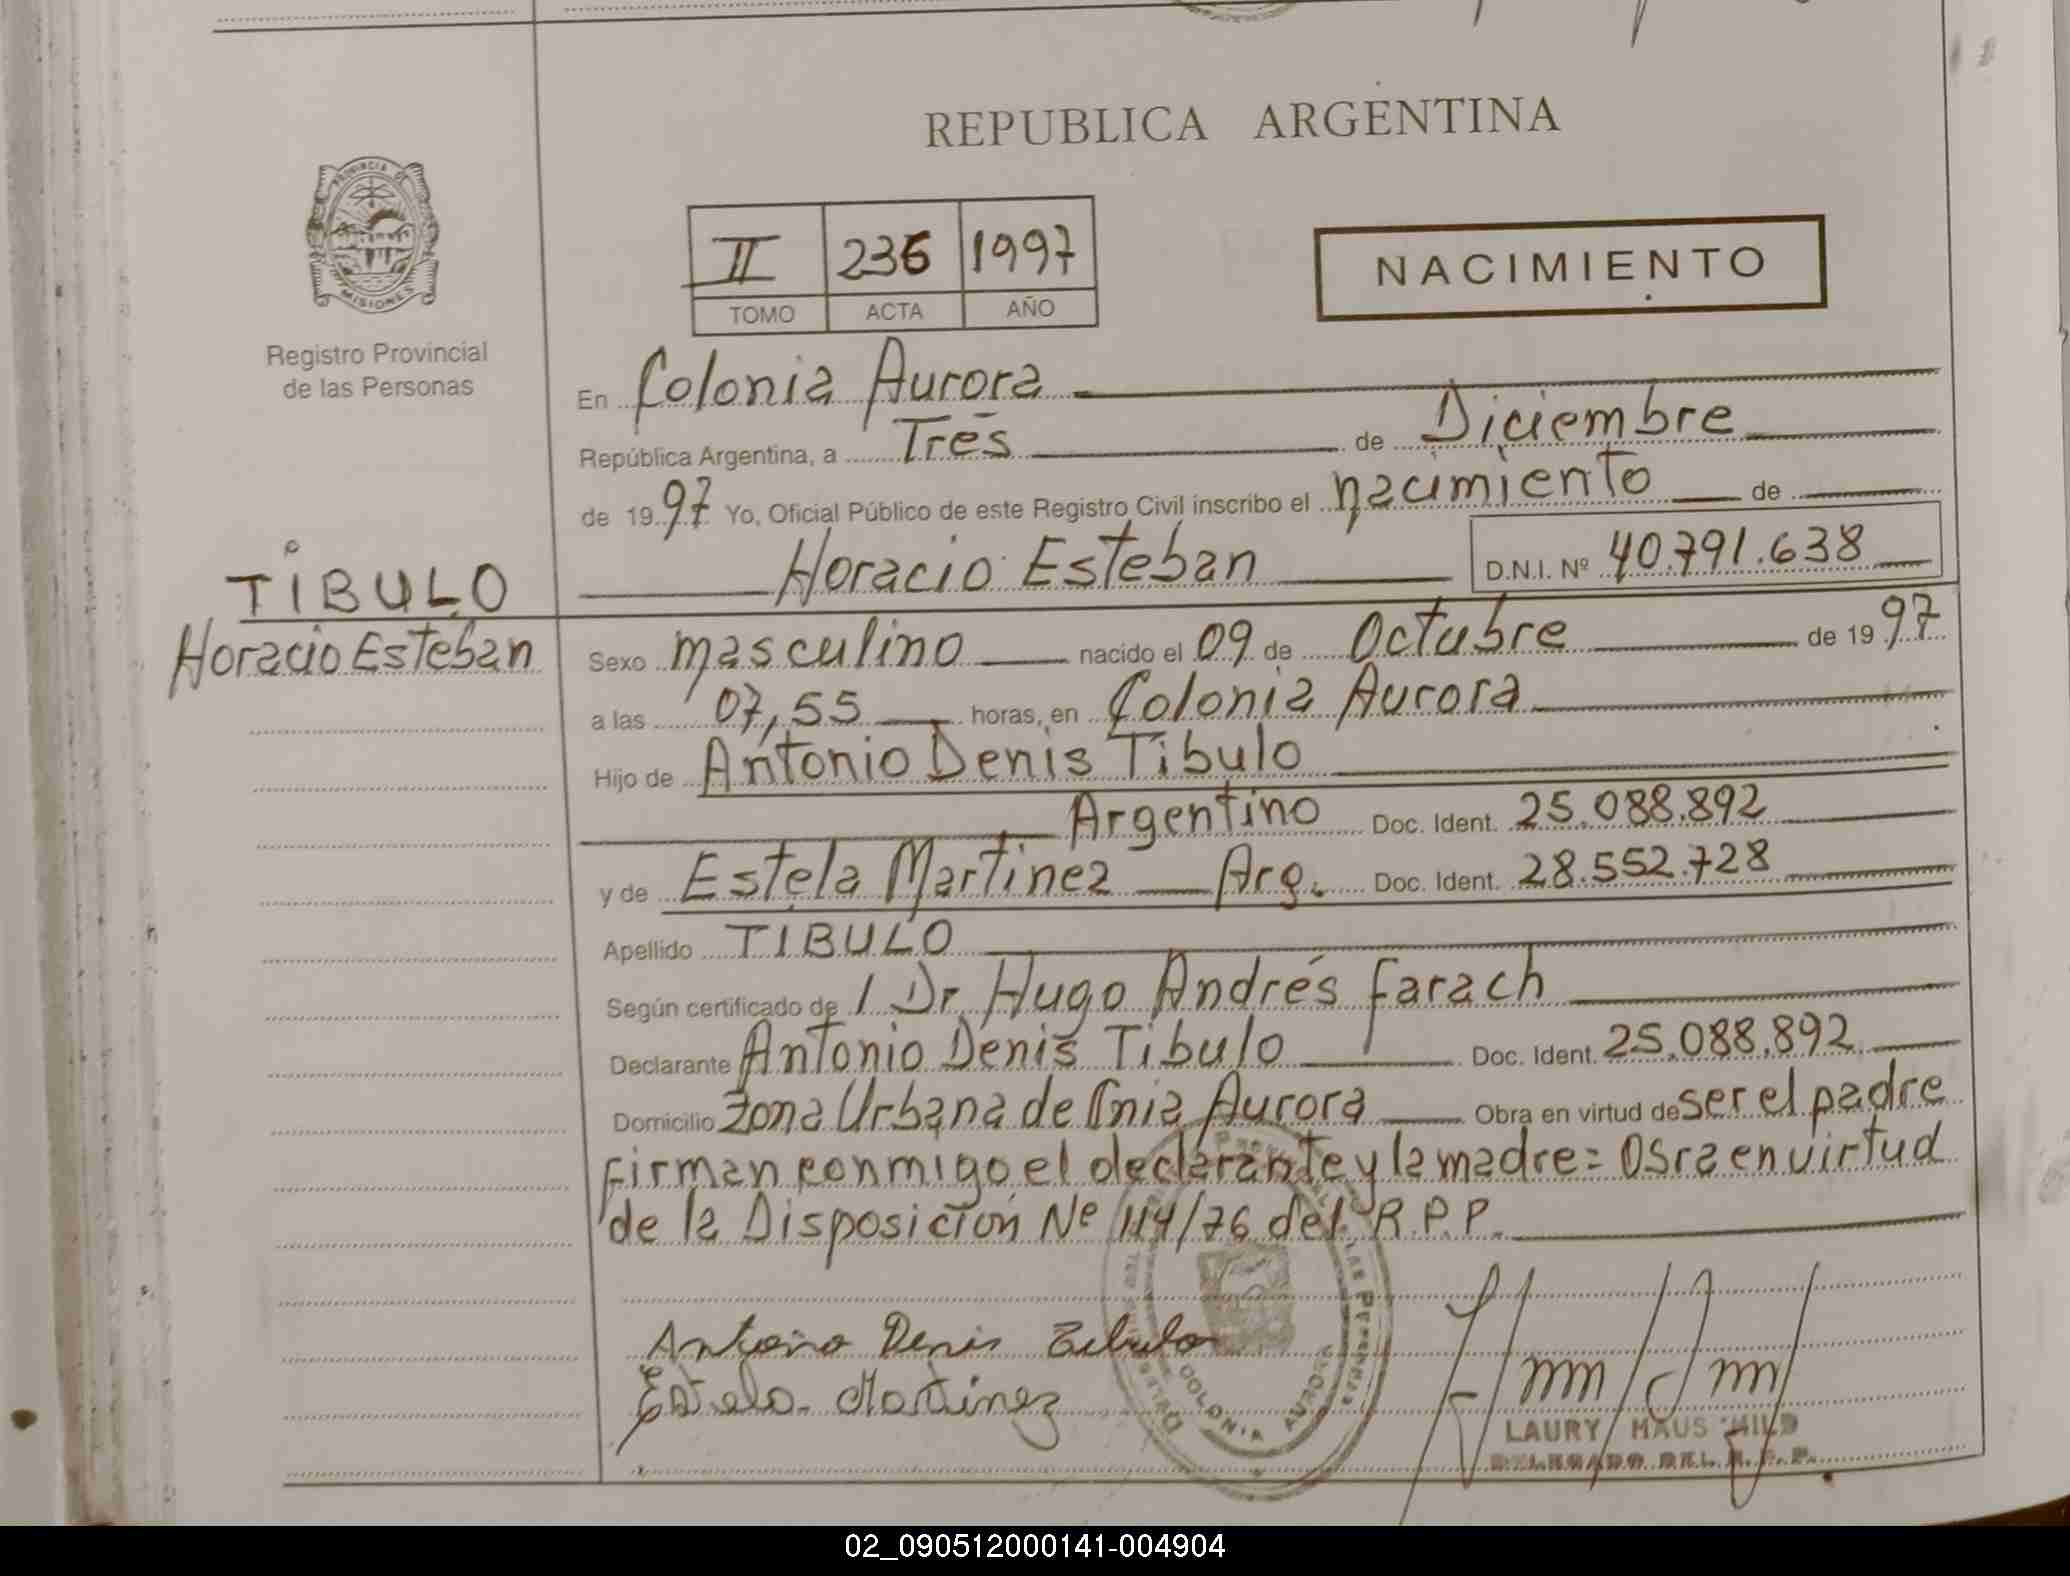 REPUBLICA ARGENTINA
PROVINCIA DE
MISIONES
Registro Provincial
de las Personas
II 236 1997
TOMO ACTA AÑO
NACIMIENTO
En Colonia Aurora
República Argentina, a Tres de Diciembre
de 1997 Yo, Oficial Público de este Registro Civil inscribo el nacimiento de
Horacio Esteban D.N.I. Nº 40.791.638
TIBULO
Horacio Esteban
Sexo masculino nacido el 09 de Octubre de 1997
a las 07,55 horas, en Colonia Aurora
Hijo de Antonio Denis Tibulo
Argentino Doc. Ident. 25.088.892
y de Estela Martinez Arg. Doc. Ident. 28.552.728
Apellido TIBULO
Según certificado de / Dr. Hugo Andrés Farach
Declarante Antonio Denis Tibulo Doc. Ident. 25.088.892
Domicilio Zona Urbana de Cnia Aurora Obra en virtud de ser el padre
firman conmigo el declarante y la madre = Obra en virtud
de la Disposición Nº 114/76 del R.P.P.
Antonio Denis Tibulo
Estela Martinez
COLONIA AURORA
LAURY HAUS HILD
DELEGADO DEL R.P.P.
02_090512000141-004904